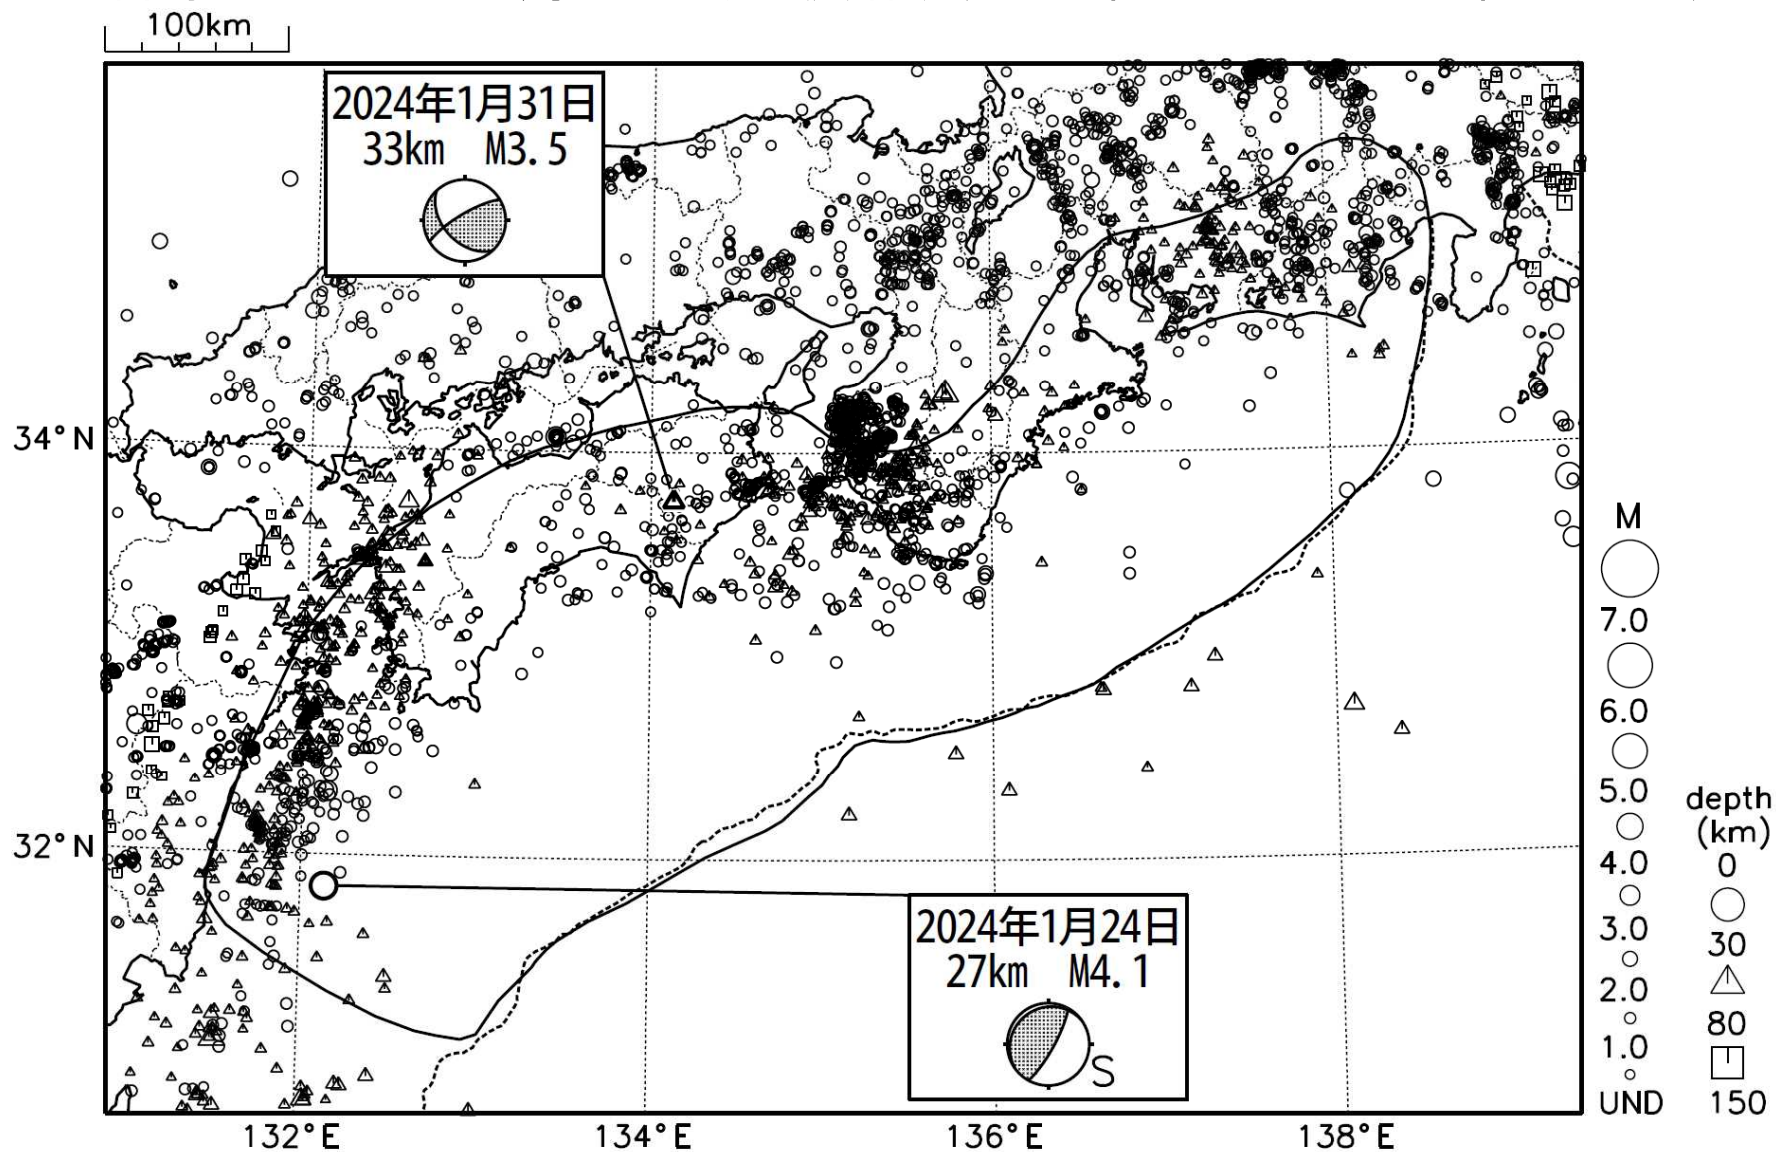 100km
2024年1月31日
33km M3.5
34°N
32°N
2024年1月24日
27km M4.1
S
132°E
134°E
136°E
138°E
M
7.0
6.0
5.0
4.0
3.0
2.0
1.0
UND
depth
(km)
0
30
80
150